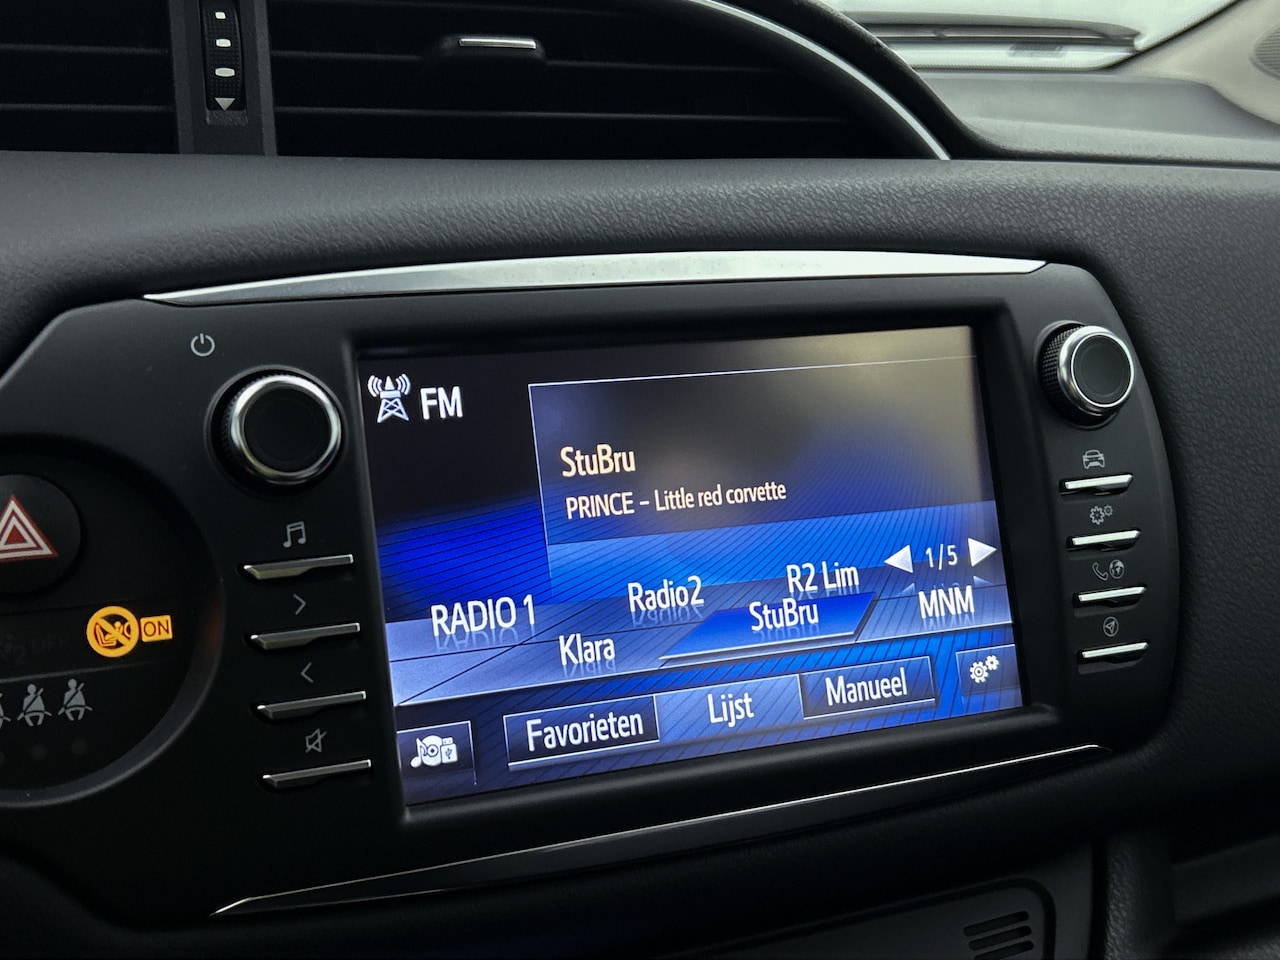 FM
StuBru
PRINCE - Little red corvette
1/5
RADIO 1
Klara
Radio2
StuBru
R2 Lim
MNM
Favorieten
Lijst
Manueel
ON